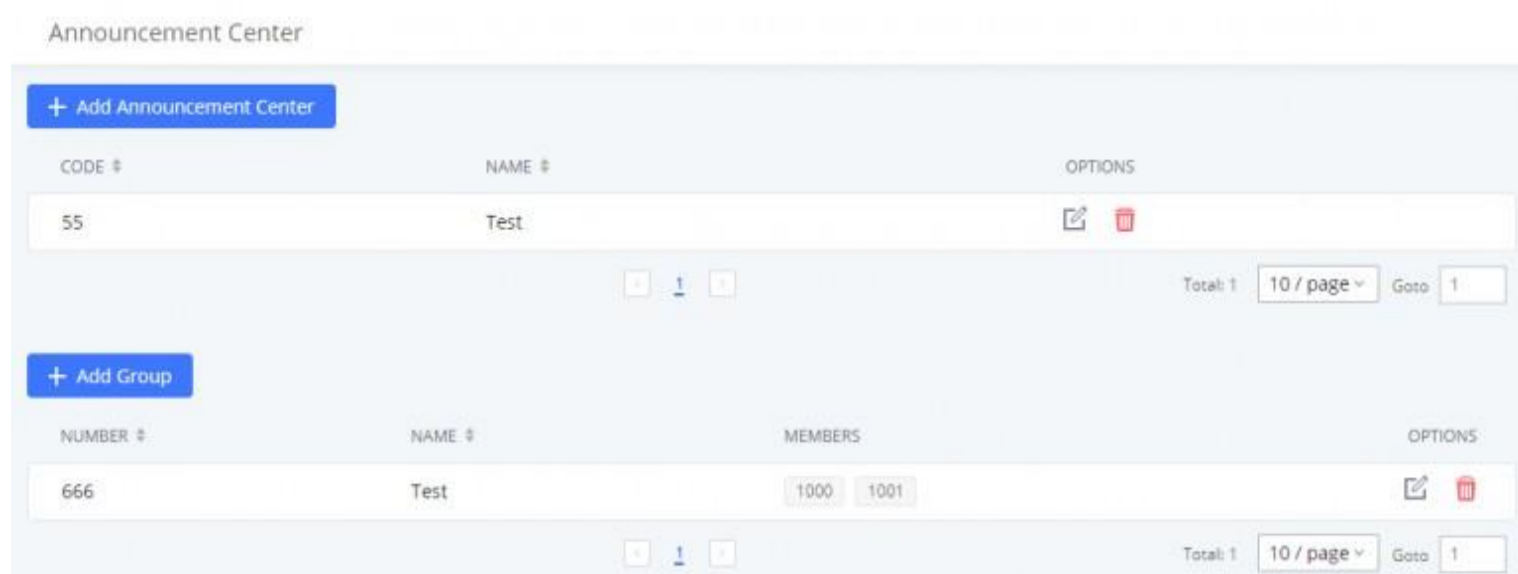 Announcement Center
+ Add Announcement Center
CODE NAME OPTIONS
55 Test
1 Total: 1 10 / page Goto 1
+ Add Group
NUMBER NAME MEMBERS OPTIONS
666 Test 1000 1001
1 Total: 1 10 / page Goto 1